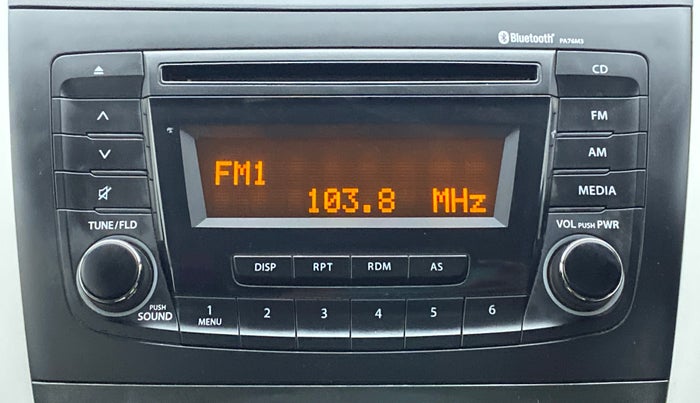 Bluetooth PA76M3
CD
FM
AM
MEDIA
FM1
103.8 MHz
TUNE/FLD
VOL PUSH PWR
DISP RPT RDM AS
PUSH
SOUND
1 2 3 4 5 6
MENU